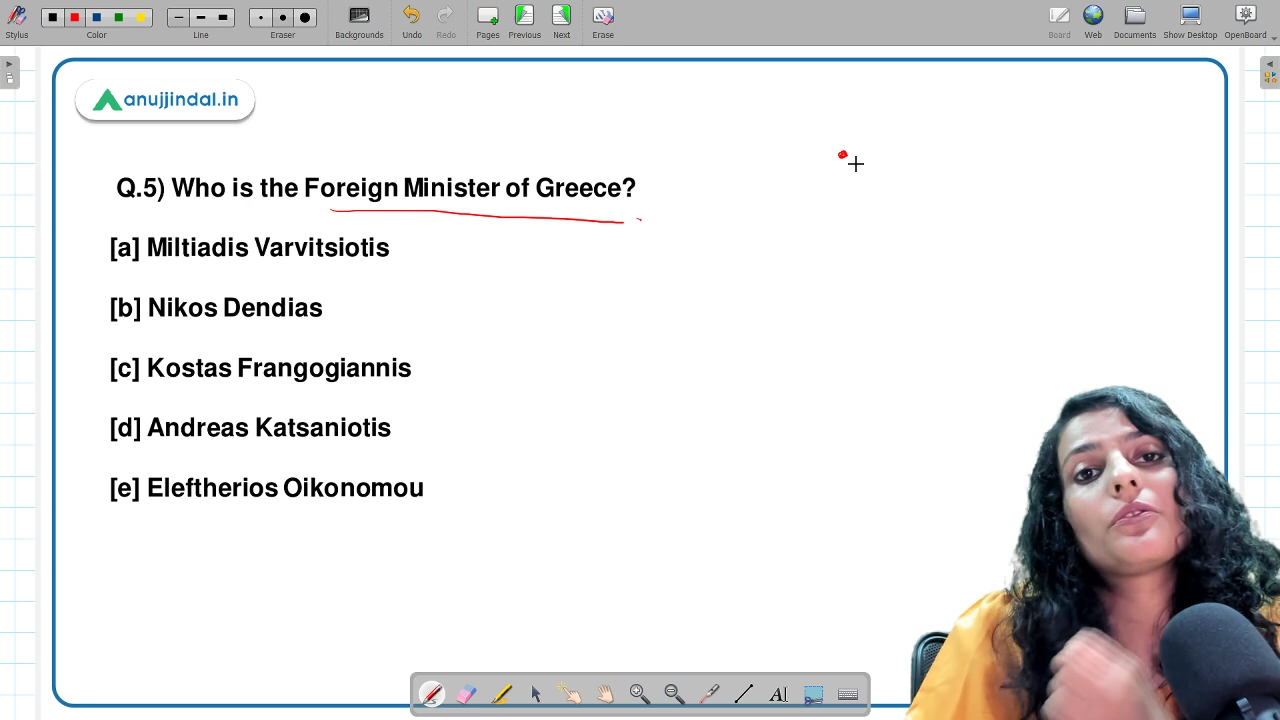 Stylus Color Line Eraser Backgrounds Undo Redo Pages Previous Next Erase Board Web Documents Show Desktop OpenBoard
anujjindal.in
Q.5) Who is the Foreign Minister of Greece?
[a] Miltiadis Varvitsiotis
[b] Nikos Dendias
[c] Kostas Frangogiannis
[d] Andreas Katsaniotis
[e] Eleftherios Oikonomou